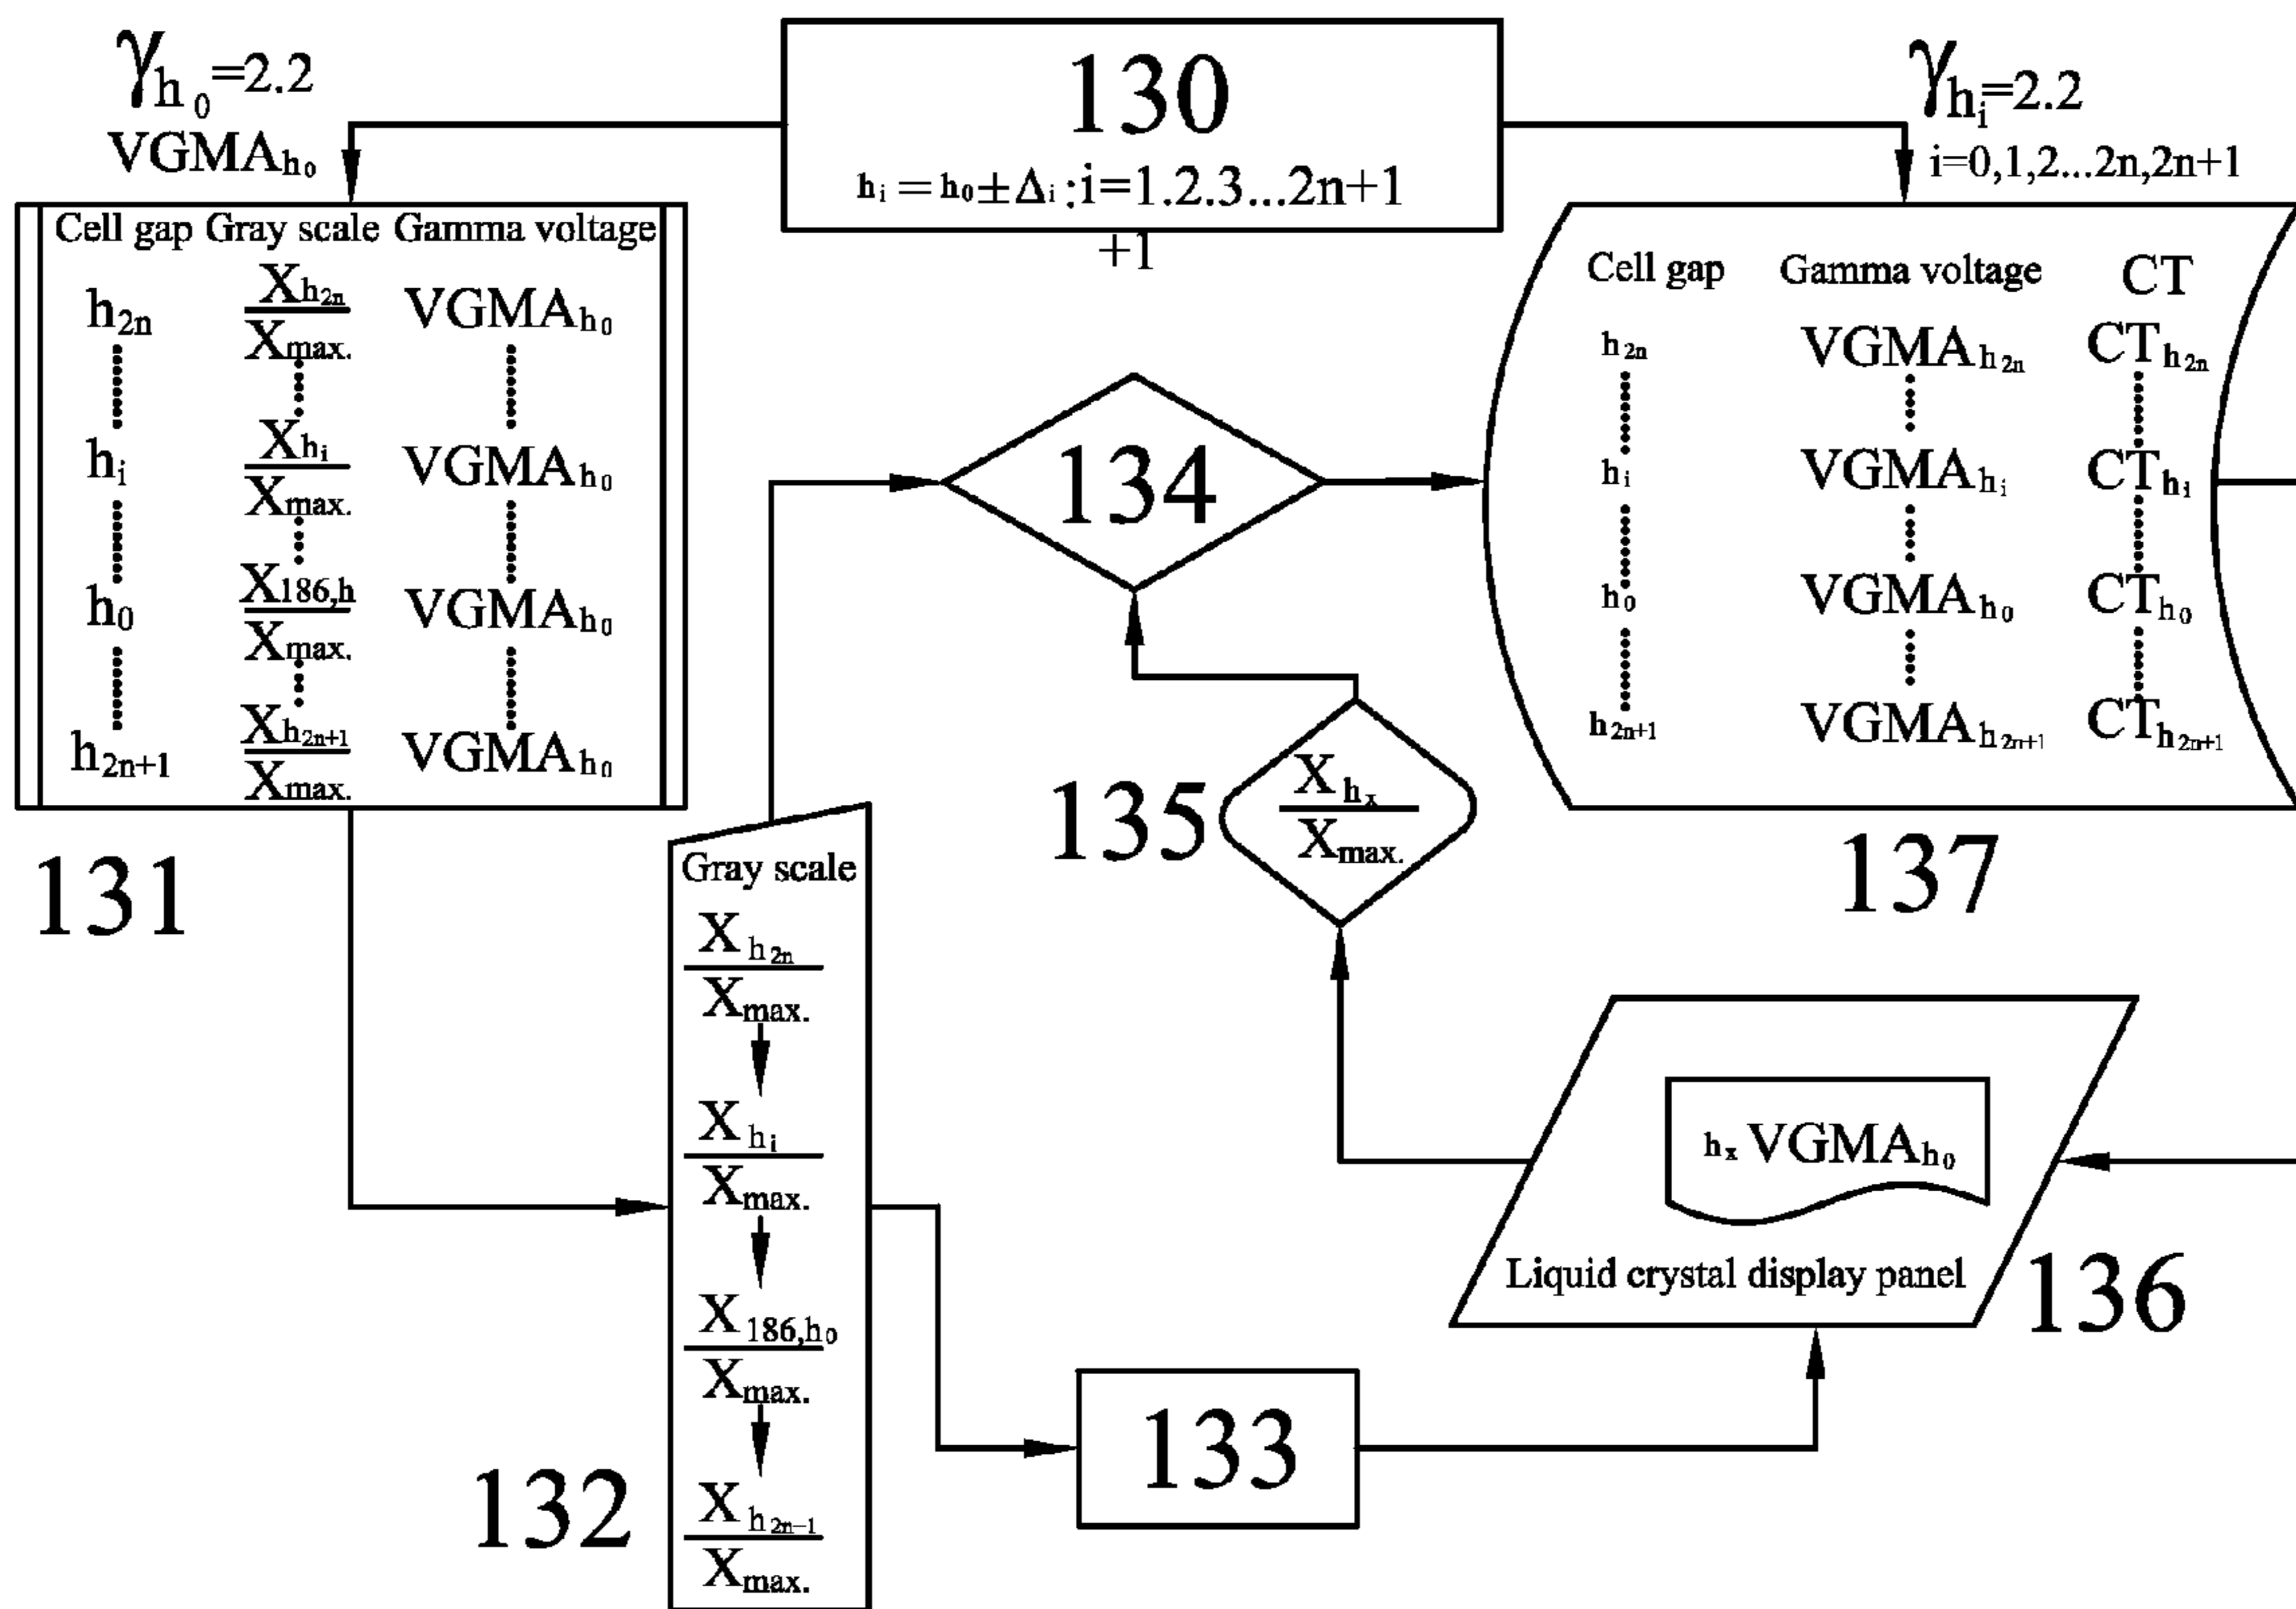 γh₀=2.2
VGMAh₀
130
hᵢ = h₀ ± Δᵢ ; i=1.2.3...2n+1
+1
γhᵢ=2.2
i=0,1,2...2n,2n+1
Cell gap Gray scale Gamma voltage
h2n Xh2n/Xmax. VGMAh₀
hi Xhi/Xmax. VGMAh₀
h0 X186,h/Xmax. VGMAh₀
h2n+1 Xh2n+1/Xmax. VGMAh₀
131
Gray scale
Xh2n
Xmax.
Xhi
Xmax.
X186,h0
Xmax.
Xh2n−1
Xmax.
132
133
134
135
Xhx
Xmax.
Cell gap Gamma voltage CT
h2n VGMAh2n CTh2n
hi VGMAhi CThi
h0 VGMAh0 CTh0
h2n+1 VGMAh2n+1 CTh2n+1
137
hx VGMAh0
Liquid crystal display panel
136